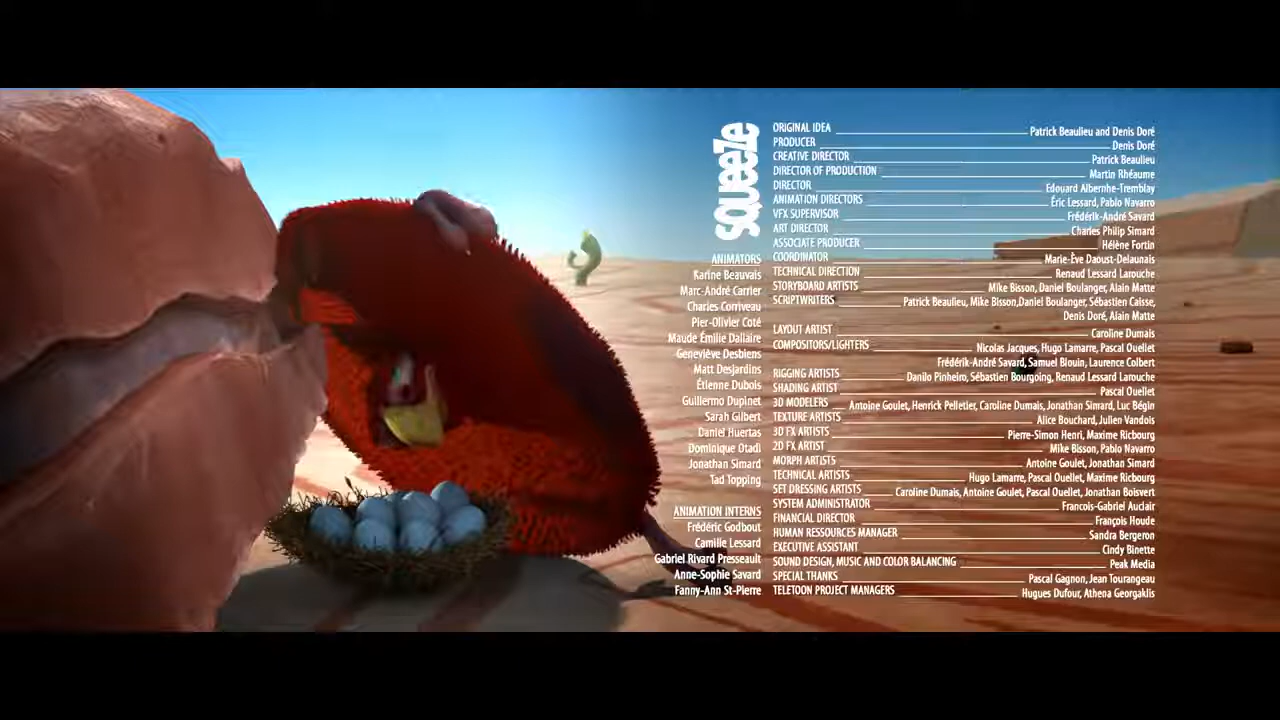 squeeze
ORIGINAL IDEA Patrick Beaulieu and Denis Doré
PRODUCER Denis Doré
CREATIVE DIRECTOR Patrick Beaulieu
DIRECTOR OF PRODUCTION Martin Rhéaume
DIRECTOR Edouard Albernhe-Tremblay
ANIMATION DIRECTORS Éric Lessard, Pablo Navarro
VFX SUPERVISOR Frédérik-André Savard
ART DIRECTOR Charles Philip Simard
ASSOCIATE PRODUCER Hélène Fortin
COORDINATOR Marie-Ève Daoust-Delaunais
TECHNICAL DIRECTION Renaud Lessard Larouche
STORYBOARD ARTISTS Mike Bisson, Daniel Boulanger, Alain Matte
SCRIPTWRITERS Patrick Beaulieu, Mike Bisson,Daniel Boulanger, Sébastien Caisse,
Denis Doré, Alain Matte
LAYOUT ARTIST Caroline Dumais
COMPOSITORS/LIGHTERS Nicolas Jacques, Hugo Lamarre, Pascal Ouellet
Frédérik-André Savard, Samuel Blouin, Laurence Colbert
RIGGING ARTISTS Danilo Pinheiro, Sébastien Bourgoing, Renaud Lessard Larouche
SHADING ARTIST Pascal Ouellet
3D MODELERS Antoine Goulet, Henrick Pelletier, Caroline Dumais, Jonathan Simard, Luc Bégin
TEXTURE ARTISTS Alice Bouchard, Julien Vandois
3D FX ARTISTS Pierre-Simon Henri, Maxime Ricbourg
2D FX ARTIST Mike Bisson, Pablo Navarro
MORPH ARTISTS Antoine Goulet, Jonathan Simard
TECHNICAL ARTISTS Hugo Lamarre, Pascal Ouellet, Maxime Ricbourg
SET DRESSING ARTISTS Caroline Dumais, Antoine Goulet, Pascal Ouellet, Jonathan Boisvert
SYSTEM ADMINISTRATOR Francois-Gabriel Auclair
FINANCIAL DIRECTOR François Houde
HUMAN RESSOURCES MANAGER Sandra Bergeron
EXECUTIVE ASSISTANT Cindy Binette
SOUND DESIGN, MUSIC AND COLOR BALANCING Peak Media
SPECIAL THANKS Pascal Gagnon, Jean Tourangeau
TELETOON PROJECT MANAGERS Hugues Dufour, Athena Georgaklis
ANIMATORS
Karine Beauvais
Marc-André Carrier
Charles Corriveau
Pier-Olivier Coté
Maude Émilie Dallaire
Geneviève Desbiens
Matt Desjardins
Étienne Dubois
Guillermo Dupinet
Sarah Gilbert
Daniel Huertas
Dominique Otadi
Jonathan Simard
Tad Topping
ANIMATION INTERNS
Frédéric Godbout
Camille Lessard
Gabriel Rivard Presseault
Anne-Sophie Savard
Fanny-Ann St-Pierre